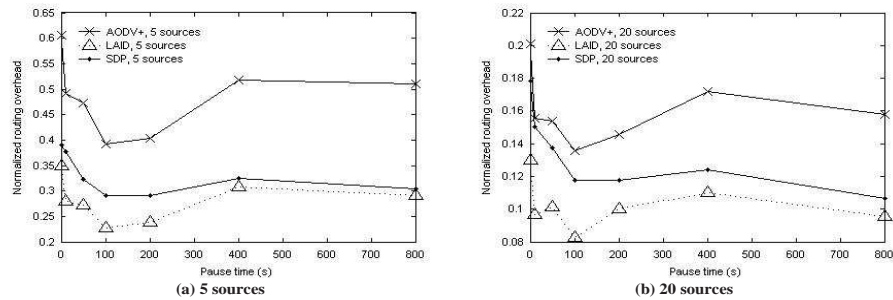 AODV+, 5 sources
LAID, 5 sources
SDP, 5 sources
Normalized routing overhead
0.6
0.55
0.5
0.45
0.4
0.35
0.3
0.25
0.2
0 100 200 300 400 500 600 700 800
Pause time (s)
(a) 5 sources
AODV+, 20 sources
LAID, 20 sources
SDP, 20 sources
Normalized routing overhead
0.22
0.2
0.18
0.16
0.14
0.12
0.1
0.08
0 100 200 300 400 500 600 700 800
Pause time (s)
(b) 20 sources